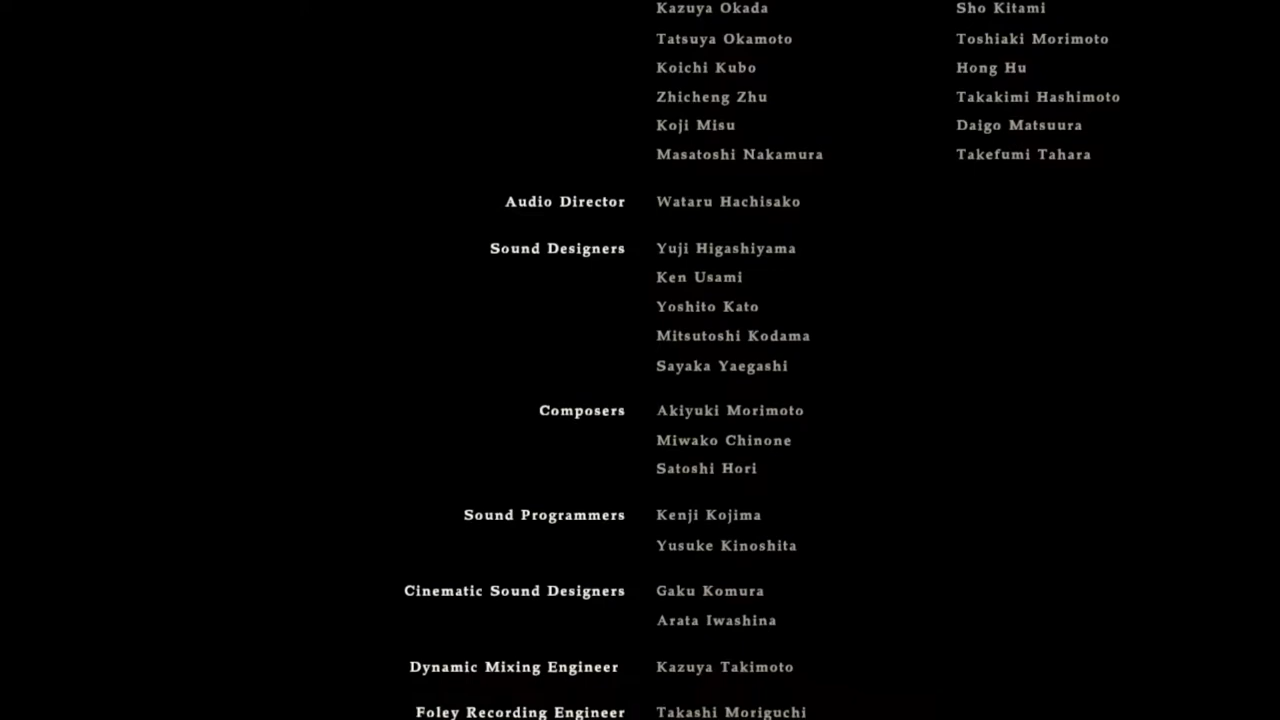 Kazuya Okada Sho Kitami
Tatsuya Okamoto Toshiaki Morimoto
Koichi Kubo Hong Hu
Zhicheng Zhu Takakimi Hashimoto
Koji Misu Daigo Matsuura
Masatoshi Nakamura Takefumi Tahara
Audio Director Wataru Hachisako
Sound Designers Yuji Higashiyama
Ken Usami
Yoshito Kato
Mitsutoshi Kodama
Sayaka Yaegashi
Composers Akiyuki Morimoto
Miwako Chinone
Satoshi Hori
Sound Programmers Kenji Kojima
Yusuke Kinoshita
Cinematic Sound Designers Gaku Komura
Arata Iwashina
Dynamic Mixing Engineer Kazuya Takimoto
Foley Recording Engineer Takashi Moriguchi